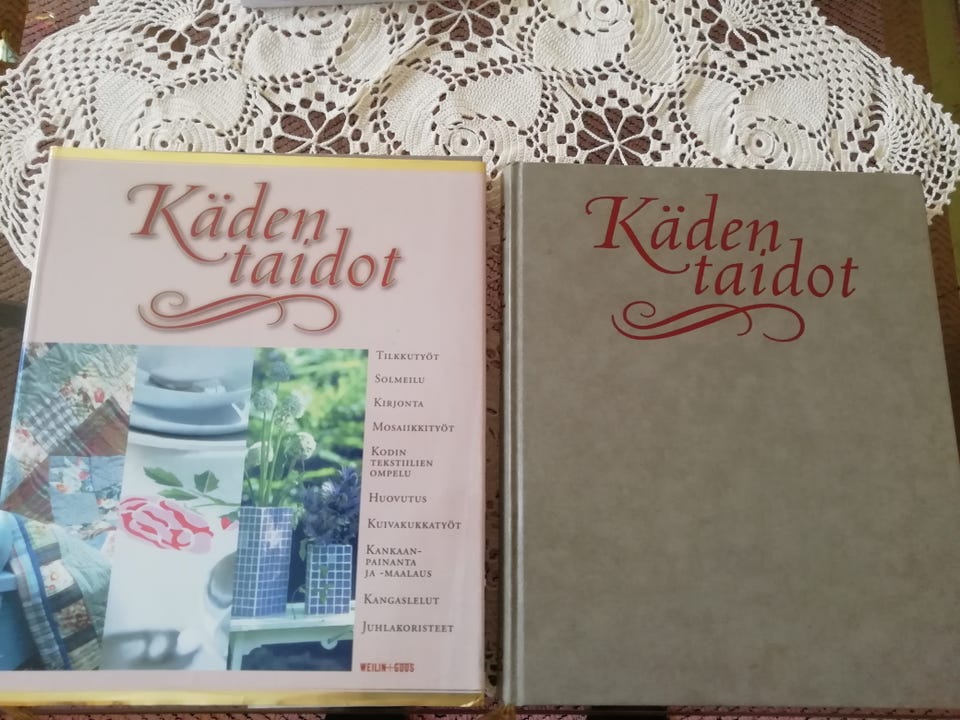 Käden
taidot
Tilkkutyöt
Solmeilu
Kirjonta
Mosaiikkityöt
Kodin
tekstiilien
ompelu
Huovutus
Kuivakukkatyöt
Kankaan-
painanta
ja -maalaus
Kangaslelut
Juhlakoristeet
WEILIN+GÖÖS
Käden
taidot